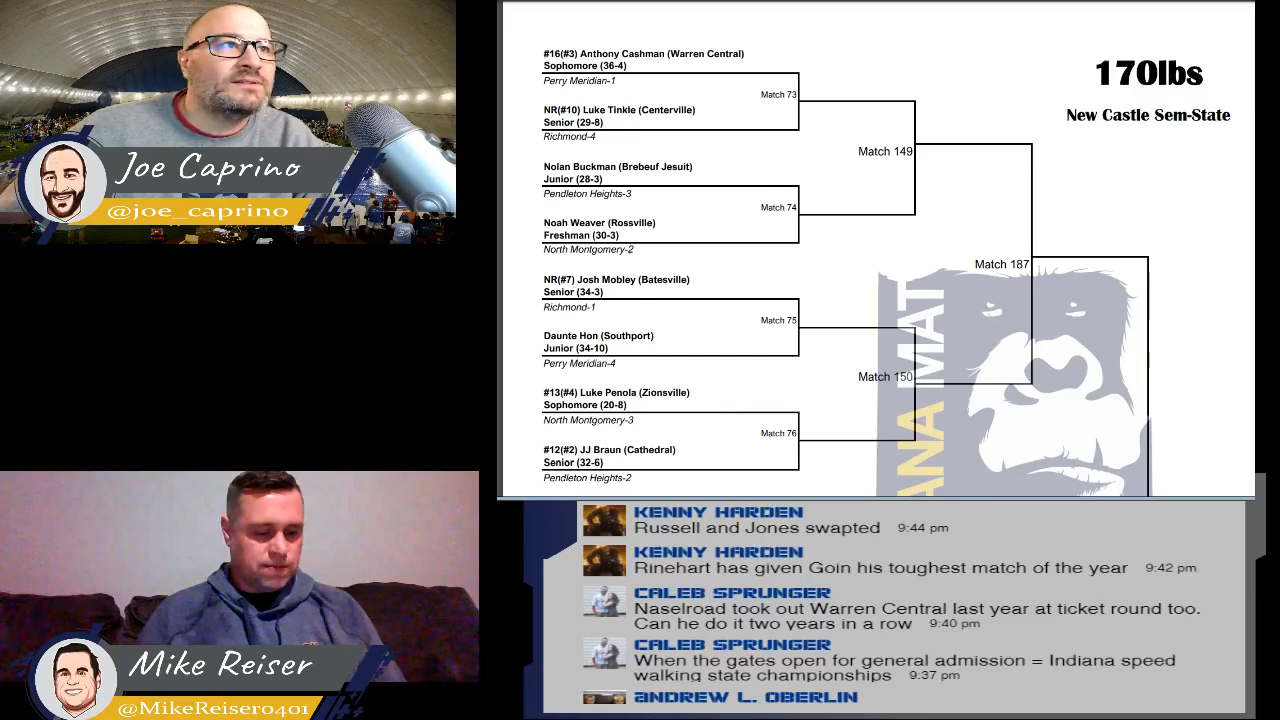 Joe Caprino
@joe_caprino
#16(#3) Anthony Cashman (Warren Central)
Sophomore (36-4)
Perry Meridian-1
Match 73
NR(#10) Luke Tinkle (Centerville)
Senior (29-8)
Richmond-4
Match 149
Nolan Buckman (Brebeuf Jesuit)
Junior (28-3)
Pendleton Heights-3
Match 74
Noah Weaver (Rossville)
Freshman (30-3)
North Montgomery-2
Match 187
NR(#7) Josh Mobley (Batesville)
Senior (34-3)
Richmond-1
Match 75
Daunte Hon (Southport)
Junior (34-10)
Perry Meridian-4
Match 150
#13(#4) Luke Penola (Zionsville)
Sophomore (20-8)
North Montgomery-3
Match 76
#12(#2) JJ Braun (Cathedral)
Senior (32-6)
Pendleton Heights-2
170lbs
New Castle Sem-State
ANA MAT
Mike Reiser
@MikeReiser0401
KENNY HARDEN
Russell and Jones swapted 9:44 pm
KENNY HARDEN
Rinehart has given Goin his toughest match of the year 9:42 pm
CALEB SPRUNGER
Naselroad took out Warren Central last year at ticket round too.
Can he do it two years in a row 9:40 pm
CALEB SPRUNGER
When the gates open for general admission = Indiana speed
walking state championships 9:37 pm
ANDREW L. OBERLIN